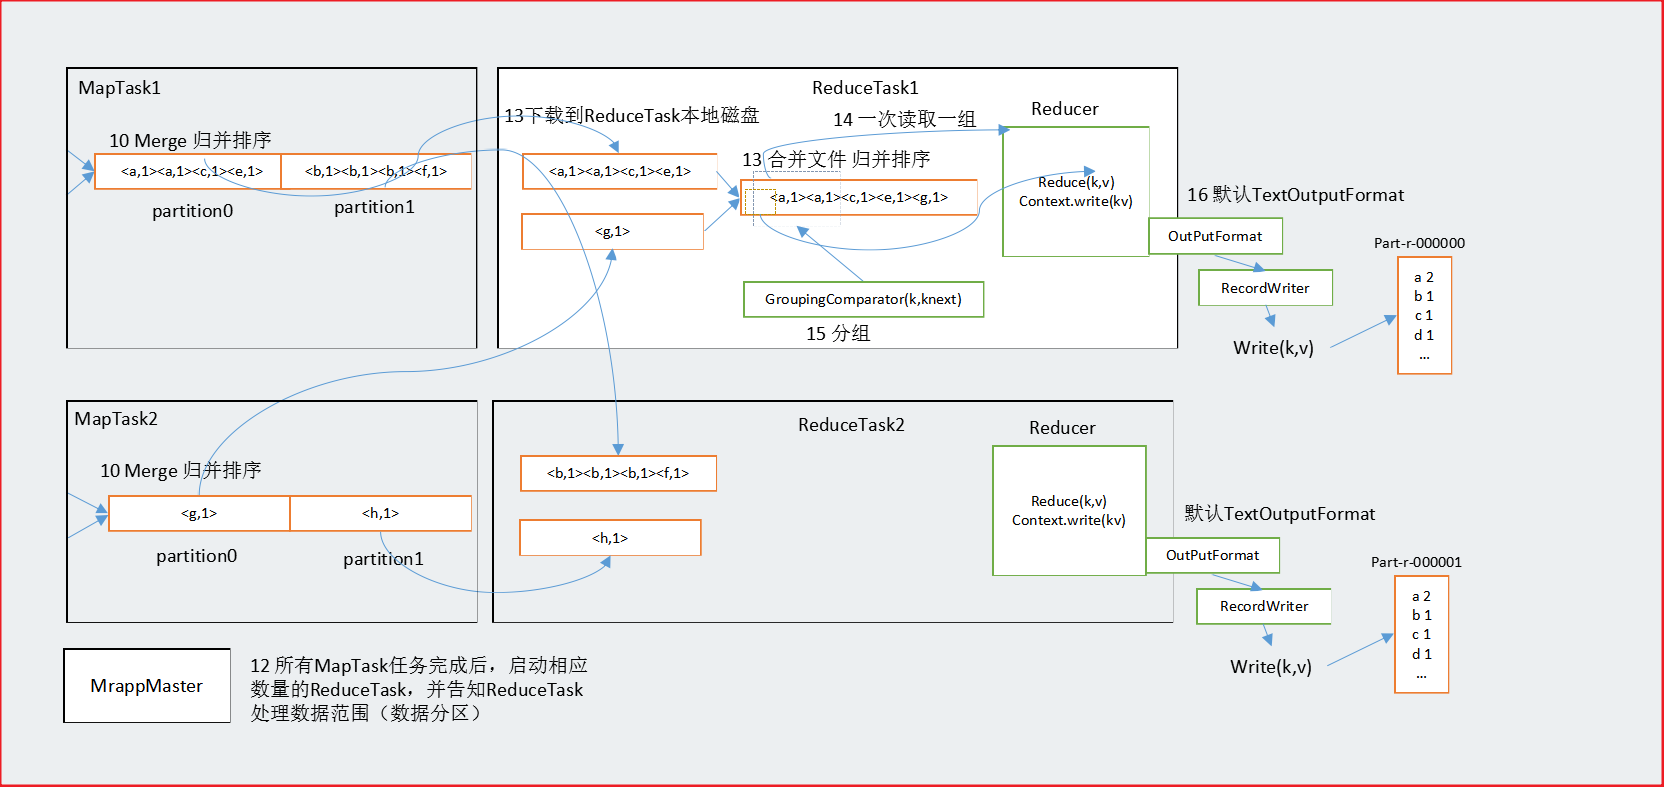 MapTask1
10 Merge 归并排序
<a,1><a,1><c,1><e,1>
<b,1><b,1><b,1><f,1>
partition0
partition1
ReduceTask1
13下载到ReduceTask本地磁盘
<a,1><a,1><c,1><e,1>
<g,1>
13 合并文件 归并排序
<a,1><a,1><c,1><e,1><g,1>
14 一次读取一组
Reducer
Reduce(k,v)
Context.write(kv)
GroupingComparator(k,knext)
15 分组
16 默认TextOutputFormat
OutPutFormat
RecordWriter
Write(k,v)
Part-r-000000
a 2
b 1
c 1
d 1
...
MapTask2
10 Merge 归并排序
<g,1>
<h,1>
partition0
partition1
ReduceTask2
<b,1><b,1><b,1><f,1>
<h,1>
Reducer
Reduce(k,v)
Context.write(kv)
默认TextOutputFormat
OutPutFormat
RecordWriter
Write(k,v)
Part-r-000001
a 2
b 1
c 1
d 1
...
MrappMaster
12 所有MapTask任务完成后，启动相应
数量的ReduceTask，并告知ReduceTask
处理数据范围（数据分区）